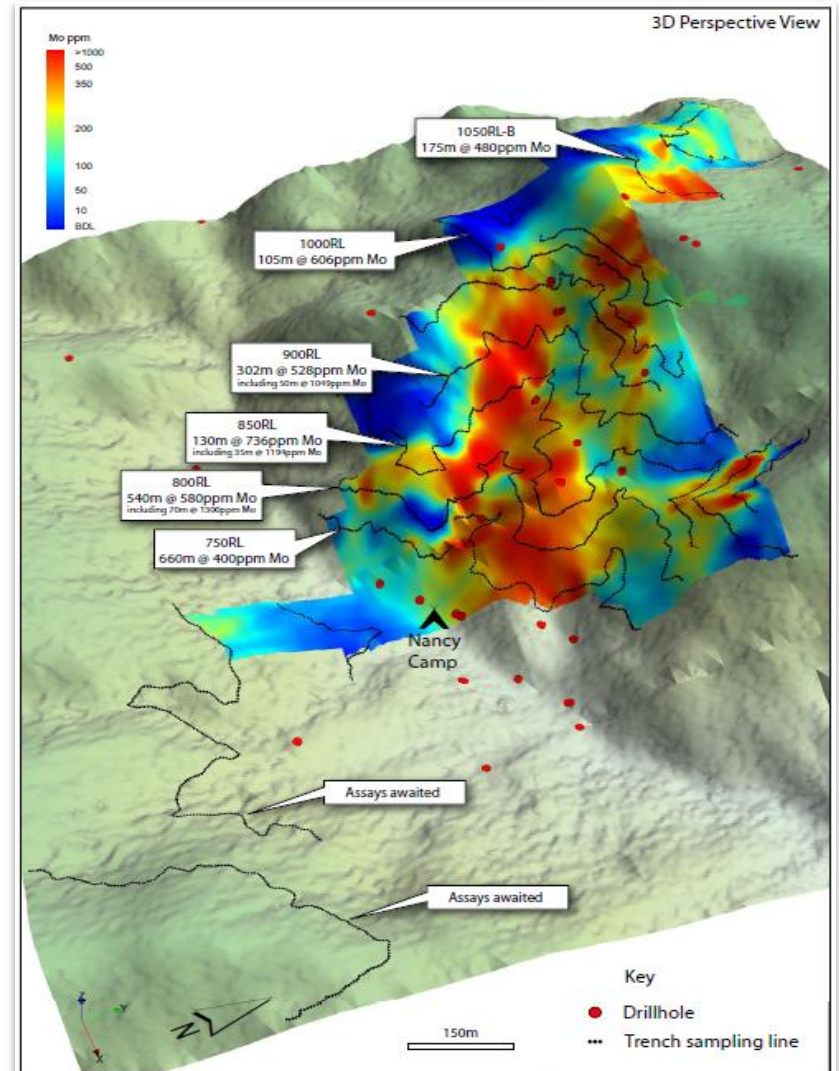 3D Perspective View
Mo ppm
>1000
500
350
200
100
50
10
BDL
1050RL-B
175m @ 480ppm Mo
1000RL
105m @ 606ppm Mo
900RL
302m @ 528ppm Mo
including 50m @ 1049ppm Mo
850RL
130m @ 736ppm Mo
including 35m @ 1194ppm Mo
800RL
540m @ 580ppm Mo
including 70m @ 1300ppm Mo
750RL
660m @ 400ppm Mo
Nancy
Camp
Assays awaited
Assays awaited
Z
Y
X
N
150m
Key
Drillhole
Trench sampling line